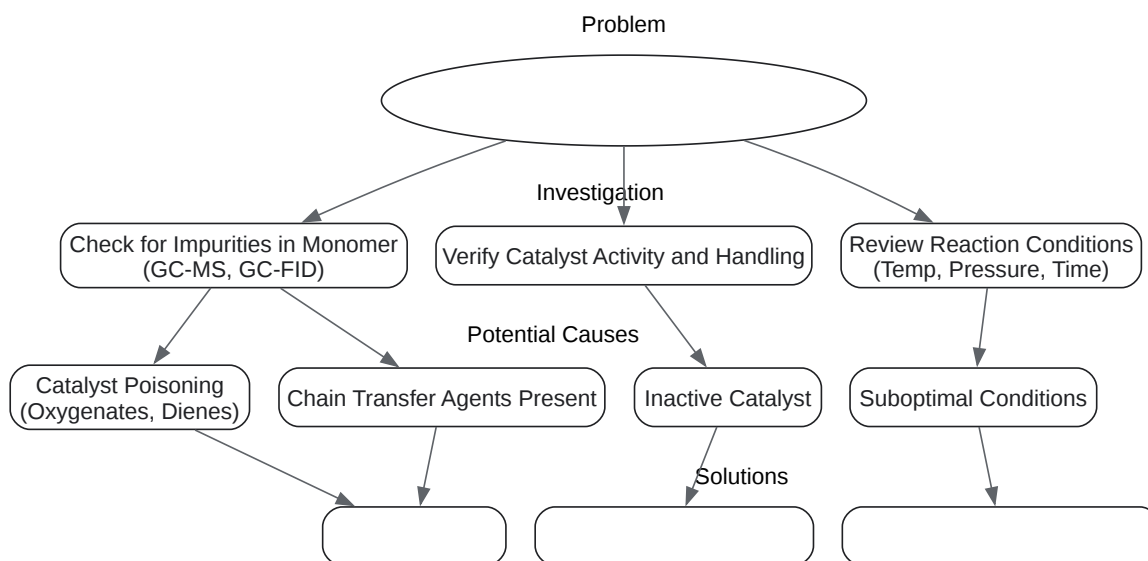 Problem
Investigation
Check for Impurities in Monomer
(GC-MS, GC-FID)
Verify Catalyst Activity and Handling
Review Reaction Conditions
(Temp, Pressure, Time)
Potential Causes
Catalyst Poisoning
(Oxygenates, Dienes)
Chain Transfer Agents Present
Inactive Catalyst
Suboptimal Conditions
Solutions